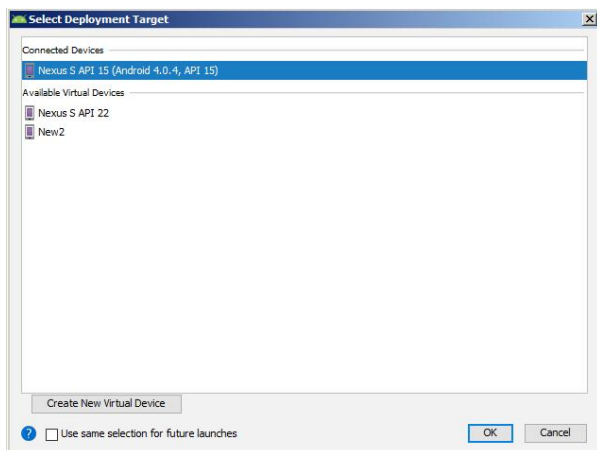 Select Deployment Target
Connected Devices
Nexus S API 15 (Android 4.0.4, API 15)
Available Virtual Devices
Nexus S API 22
New2
Create New Virtual Device
? Use same selection for future launches
OK Cancel